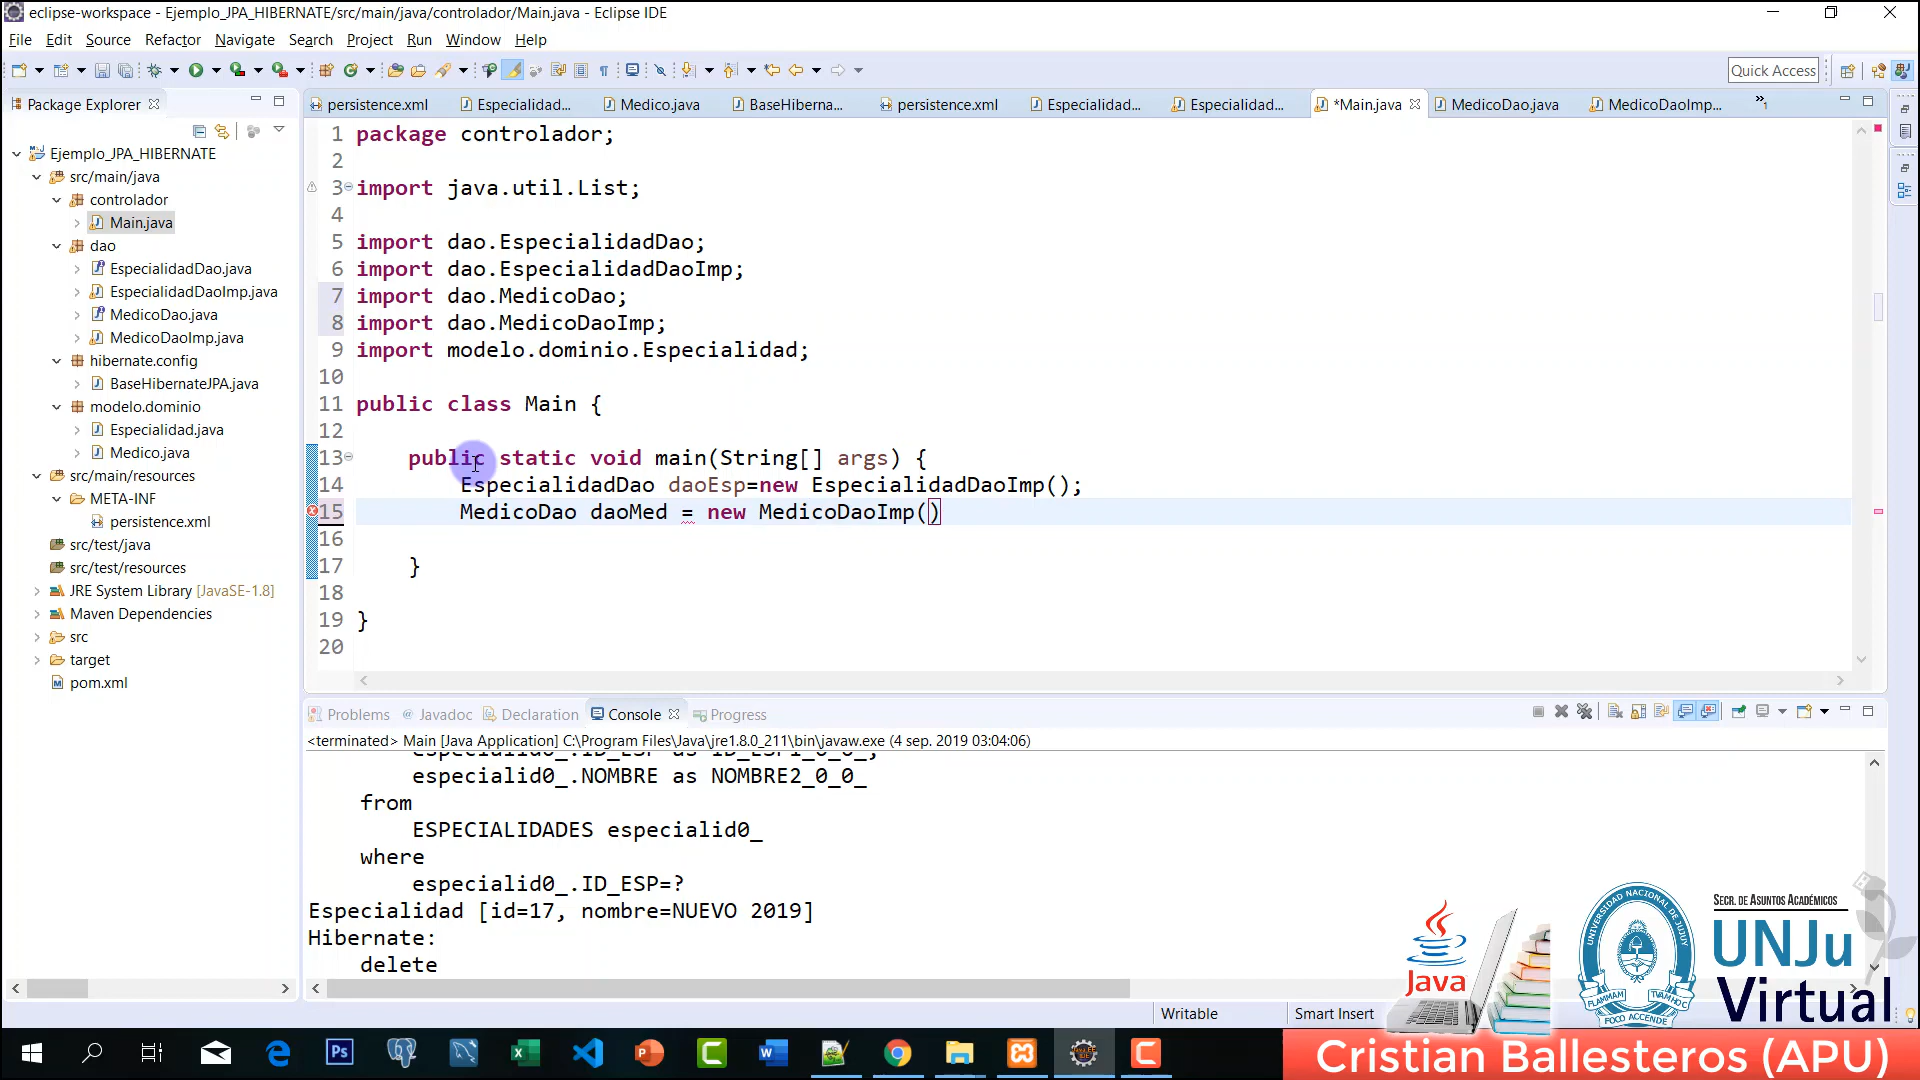 eclipse-workspace - Ejemplo_JPA_HIBERNATE/src/main/java/controlador/Main.java - Eclipse IDE
File Edit Source Refactor Navigate Search Project Run Window Help
Quick Access
Package Explorer
persistence.xml Especialidad... Medico.java BaseHiberna... persistence.xml Especialidad... Especialidad... *Main.java MedicoDao.java MedicoDaoImp... »1
Ejemplo_JPA_HIBERNATE
src/main/java
controlador
Main.java
dao
EspecialidadDao.java
EspecialidadDaoImp.java
MedicoDao.java
MedicoDaoImp.java
hibernate.config
BaseHibernateJPA.java
modelo.dominio
Especialidad.java
Medico.java
src/main/resources
META-INF
persistence.xml
src/test/java
src/test/resources
JRE System Library [JavaSE-1.8]
Maven Dependencies
src
target
pom.xml
1 package controlador;
2
3 import java.util.List;
4
5 import dao.EspecialidadDao;
6 import dao.EspecialidadDaoImp;
7 import dao.MedicoDao;
8 import dao.MedicoDaoImp;
9 import modelo.dominio.Especialidad;
10
11 public class Main {
12
13 public static void main(String[] args) {
14 EspecialidadDao daoEsp=new EspecialidadDaoImp();
15 MedicoDao daoMed = new MedicoDaoImp()
16
17 }
18
19 }
20
Problems Javadoc Declaration Console Progress
<terminated> Main [Java Application] C:\Program Files\Java\jre1.8.0_211\bin\javaw.exe (4 sep. 2019 03:04:06)
especialid0_.ID_ESP as ID_ESP1_0_0_,
especialid0_.NOMBRE as NOMBRE2_0_0_
from
ESPECIALIDADES especialid0_
where
especialid0_.ID_ESP=?
Especialidad [id=17, nombre=NUEVO 2019]
Hibernate:
delete
Writable Smart Insert
Java
UNIVERSIDAD NACIONAL DE JUJUY
Secr. de Asuntos Académicos
UNJu
Virtual
Cristian Ballesteros (APU)